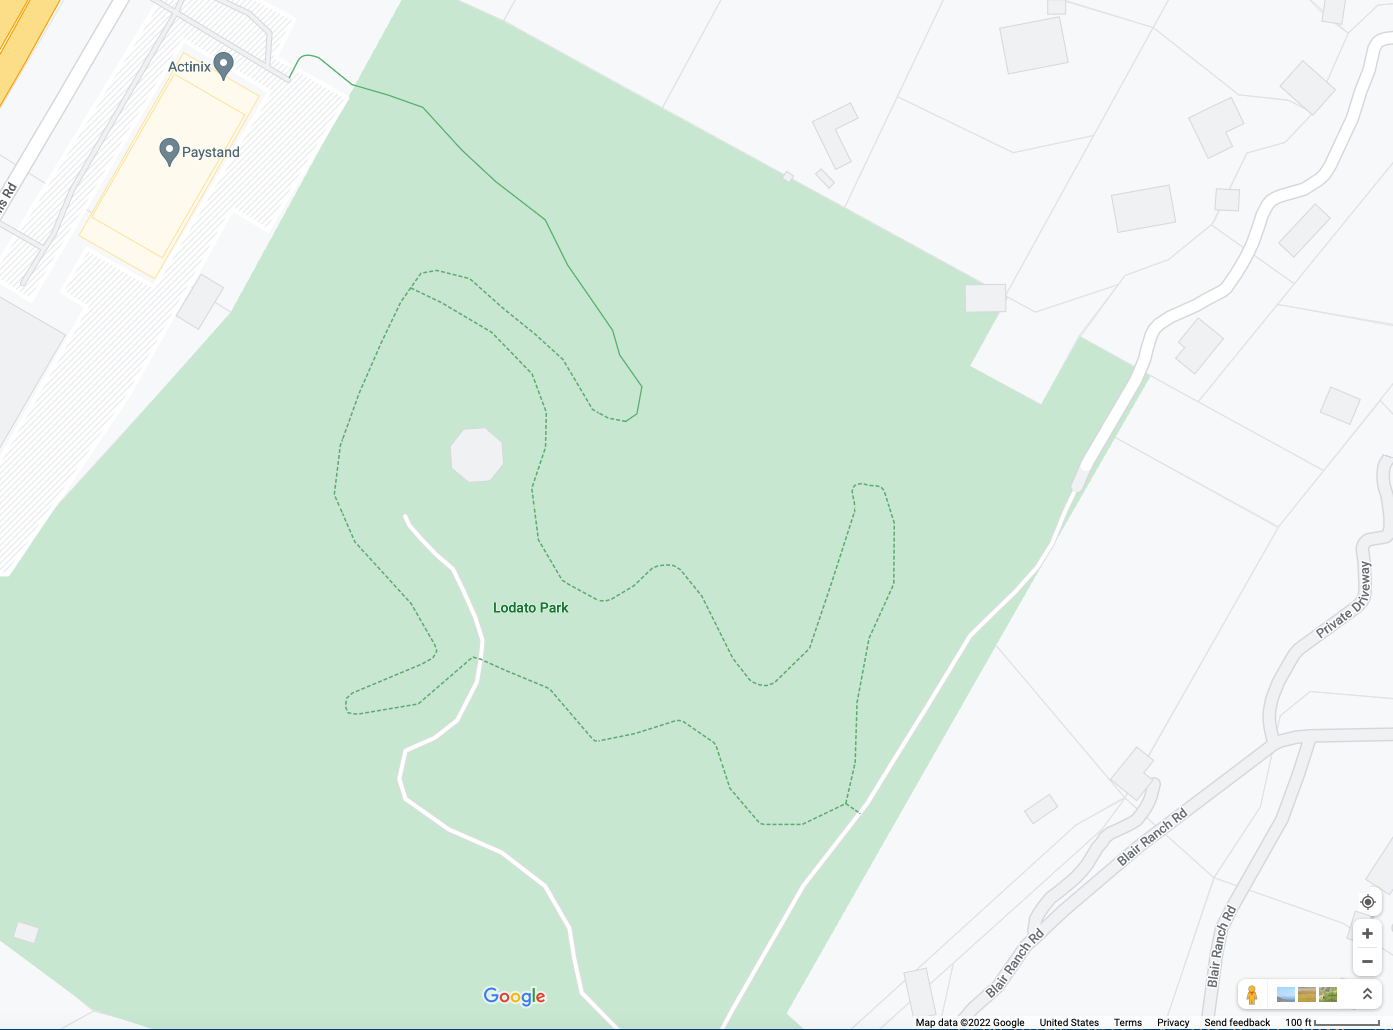 Actinix
Paystand
Rd
Lodato Park
Private Driveway
Blair Ranch Rd
Blair Ranch Rd
Blair Ranch Rd
Google
Map data ©2022 Google United States Terms Privacy Send feedback 100 ft